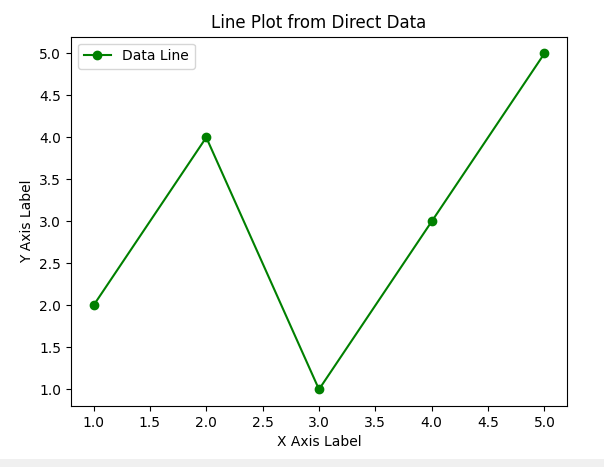 Line Plot from Direct Data
Data Line
Y Axis Label
5.0
4.5
4.0
3.5
3.0
2.5
2.0
1.5
1.0
1.0 1.5 2.0 2.5 3.0 3.5 4.0 4.5 5.0
X Axis Label